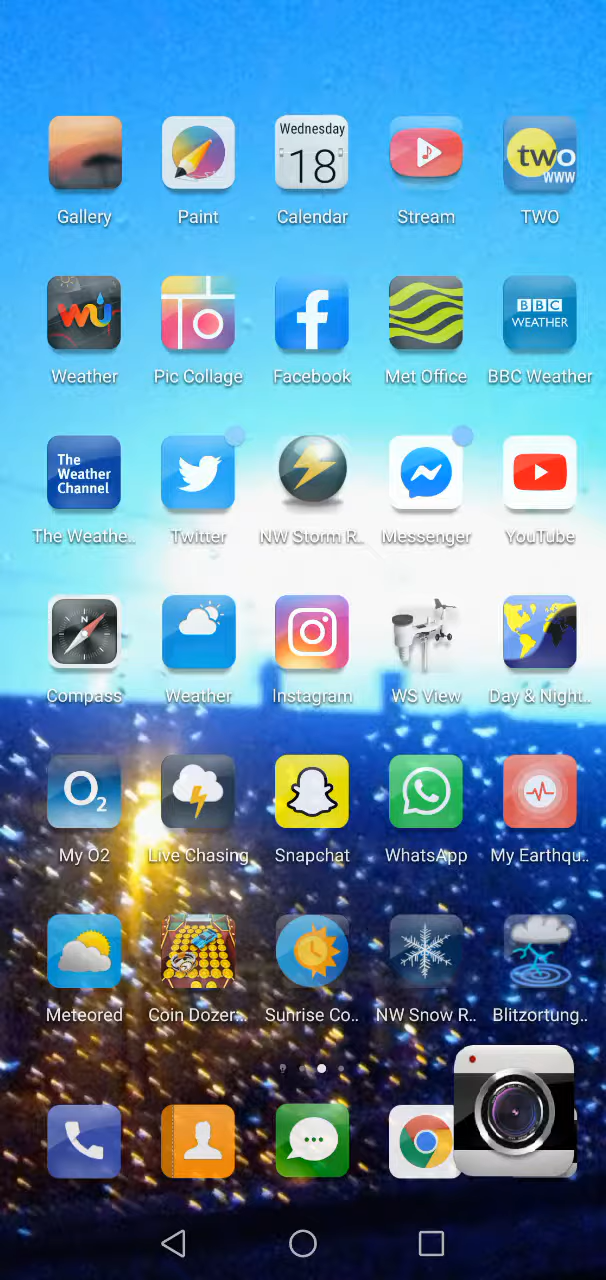 Wednesday
18
two
WWW
Gallery
Paint
Calendar
Stream
TWO
wu
BBC
WEATHER
Weather
Pic Collage
Facebook
Met Office
BBC Weather
The
Weather
Channel
The Weathe..
Twitter
NW Storm R..
Messenger
YouTube
N
Compass
Weather
Instagram
WS View
Day & Night..
O2
My O2
Live Chasing
Snapchat
WhatsApp
My Earthqu..
Meteored
Coin Dozer:..
Sunrise Co..
NW Snow R..
Blitzortung..